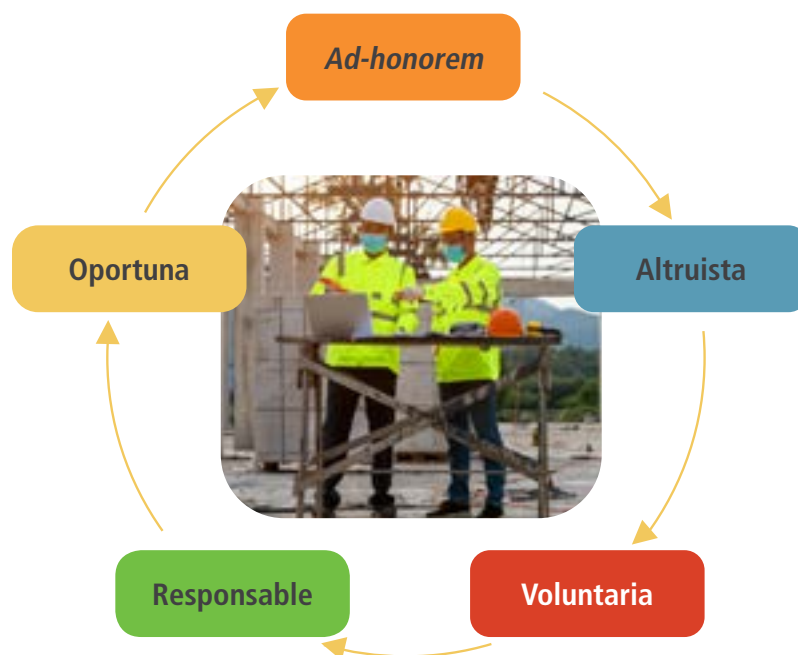 Ad-honorem
Altruista
Voluntaria
Responsable
Oportuna